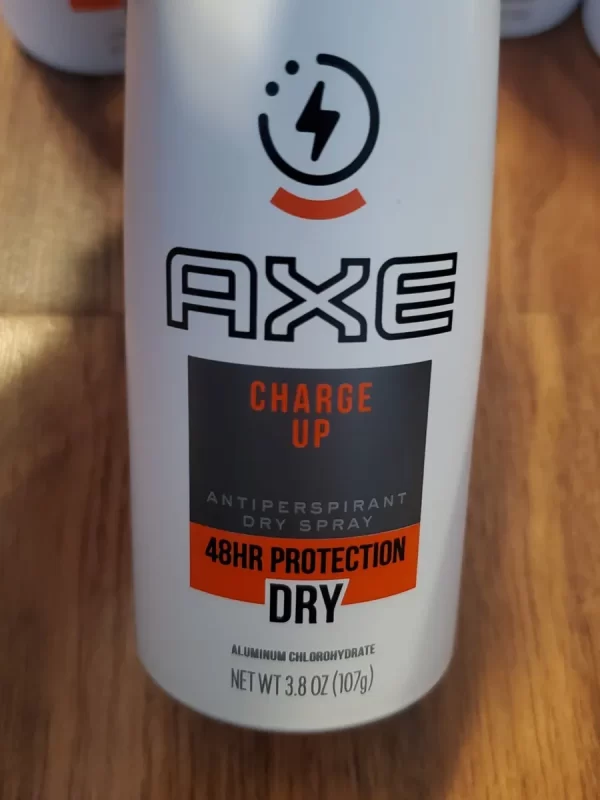 AXE
CHARGE
UP
ANTIPERSPIRANT
DRY SPRAY
48HR PROTECTION
DRY
ALUMINUM CHLOROHYDRATE
NET WT 3.8 OZ (107g)